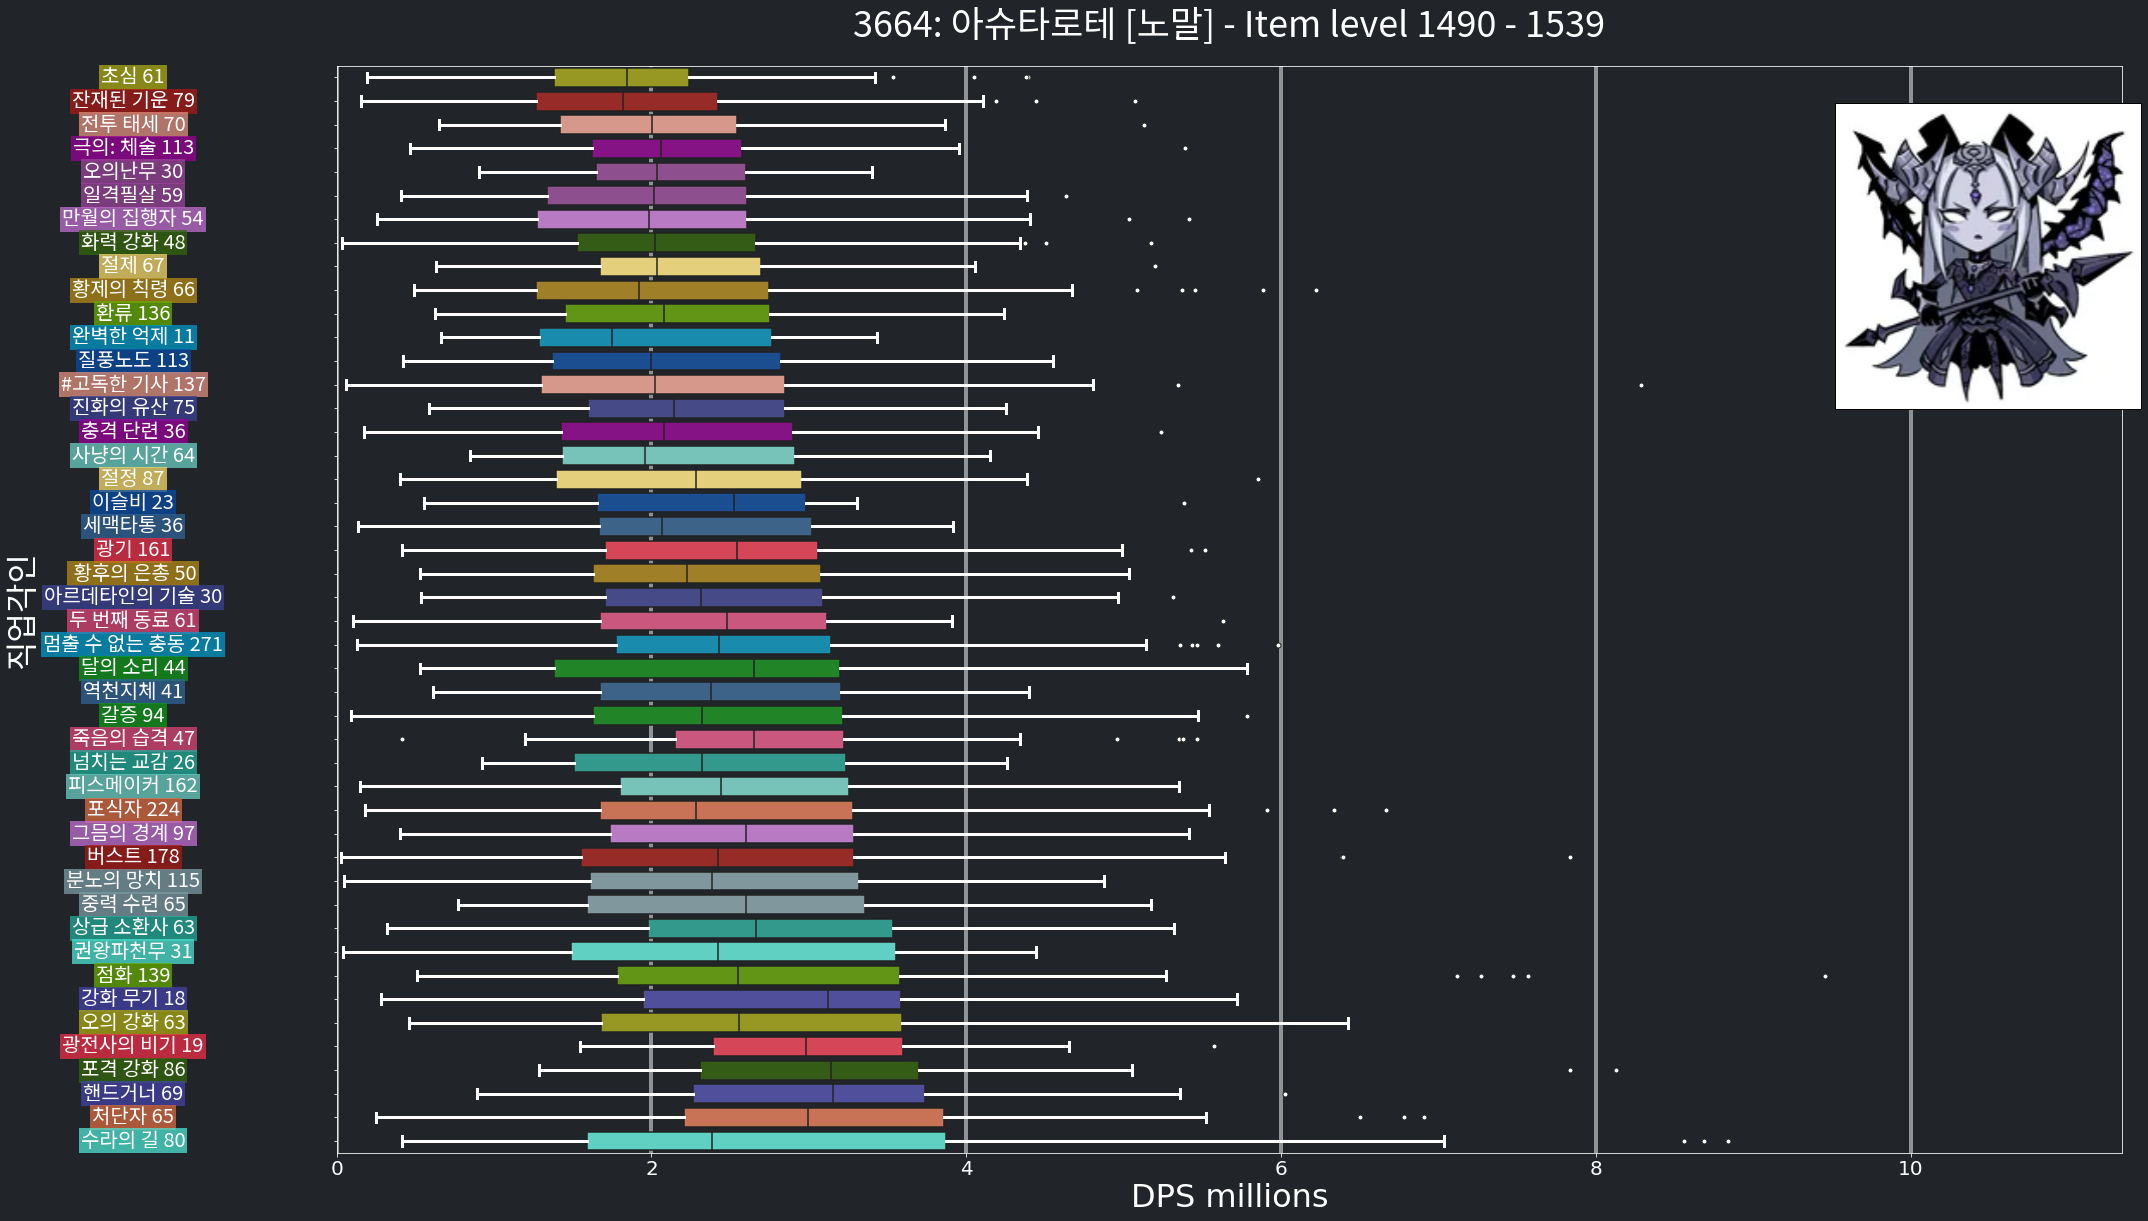 3664: 아슈타로테 [노말] - Item level 1490 - 1539
초심 61
잔재된 기운 79
전투 태세 70
극의: 체술 113
오의난무 30
일격필살 59
만월의 집행자 54
화력 강화 48
절제 67
황제의 칙령 66
환류 136
완벽한 억제 11
질풍노도 113
#고독한 기사 137
진화의 유산 75
충격 단련 36
사냥의 시간 64
절정 87
이슬비 23
세맥타통 36
광기 161
황후의 은총 50
아르데타인의 기술 30
두 번째 동료 61
멈출 수 없는 충동 271
달의 소리 44
역천지체 41
갈증 94
죽음의 습격 47
넘치는 교감 26
피스메이커 162
포식자 224
그믐의 경계 97
버스트 178
분노의 망치 115
중력 수련 65
상급 소환사 63
권왕파천무 31
점화 139
강화 무기 18
오의 강화 63
광전사의 비기 19
포격 강화 86
핸드거너 69
처단자 65
수라의 길 80
직업각인
0 2 4 6 8 10
DPS millions